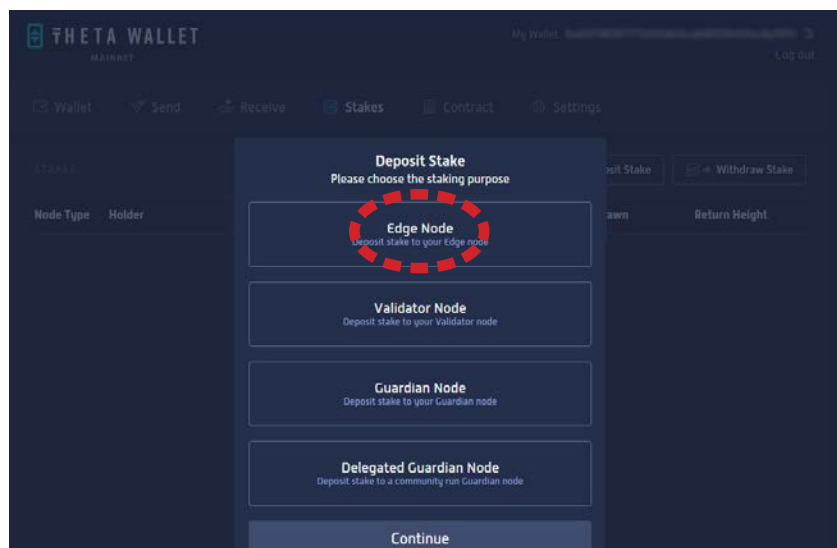 THETA WALLET
MAINNET
My Wallet:
Log out
Wallet Send Receive Stakes Contract Settings
STAKES
Deposit Stake
Please choose the staking purpose
osit Stake Withdraw Stake
Node Type Holder awn Return Height
Edge Node
Deposit stake to your Edge node
Validator Node
Deposit stake to your Validator node
Guardian Node
Deposit stake to your Guardian node
Delegated Guardian Node
Deposit stake to a community run Guardian node
Continue